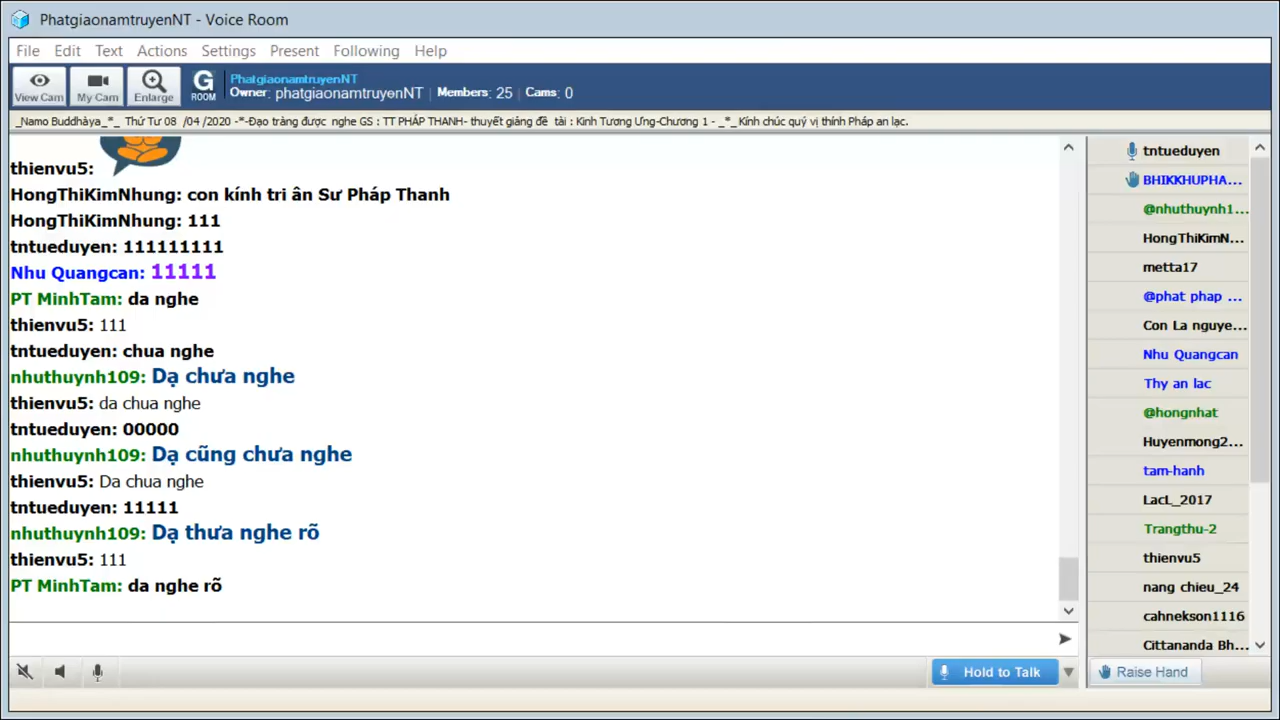 PhatgiaonamtruyenNT - Voice Room
File Edit Text Actions Settings Present Following Help
View Cam My Cam Enlarge G ROOM
PhatgiaonamtruyenNT
Owner: phatgiaonamtruyenNT Members: 25 Cams: 0
_Namo Buddhàya_*_ Thứ Tư 08 /04 /2020 -*-Đạo tràng được nghe GS : TT PHÁP THANH- thuyết giảng đề tài : Kinh Tương Ưng-Chương 1 - _*_ Kính chúc quý vị thính Pháp an lạc.
thienvu5:
HongThiKimNhung: con kính tri ân Sư Pháp Thanh
HongThiKimNhung: 111
tntueduyen: 111111111
Nhu Quangcan: 11111
PT MinhTam: da nghe
thienvu5: 111
tntueduyen: chua nghe
nhuthuynh109: Dạ chưa nghe
thienvu5: da chua nghe
tntueduyen: 00000
nhuthuynh109: Dạ cũng chưa nghe
thienvu5: Da chua nghe
tntueduyen: 11111
nhuthuynh109: Dạ thưa nghe rõ
thienvu5: 111
PT MinhTam: da nghe rõ
tntueduyen
BHIKKHUPHA...
@nhuthuynh1...
HongThiKimN...
metta17
@phat phap ...
Con La nguye...
Nhu Quangcan
Thy an lac
@hongnhat
Huyenmong2...
tam-hanh
LacL_2017
Trangthu-2
thienvu5
nang chieu_24
cahnekson1116
Cittananda Bh...
Hold to Talk
Raise Hand